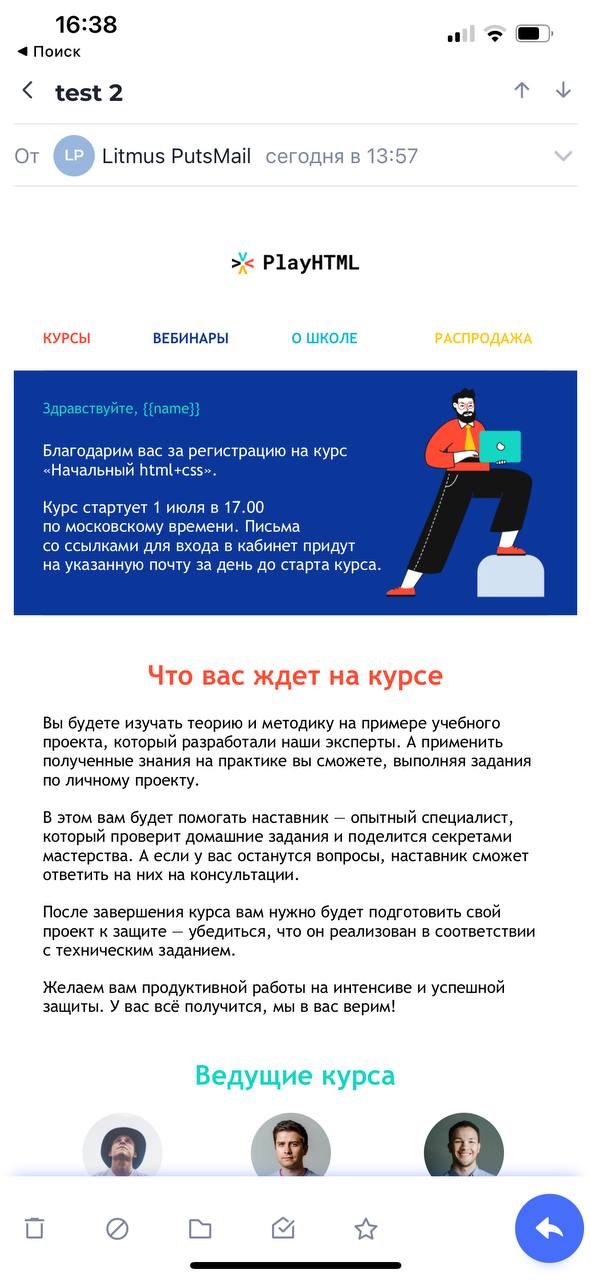 16:38
◀ Поиск
test 2
От LP Litmus PutsMail сегодня в 13:57
PlayHTML
КУРСЫ ВЕБИНАРЫ О ШКОЛЕ РАСПРОДАЖА
Здравствуйте, {{name}}
Благодарим вас за регистрацию на курс
«Начальный html+css».
Курс стартует 1 июля в 17.00
по московскому времени. Письма
со ссылками для входа в кабинет придут
на указанную почту за день до старта курса.
Что вас ждет на курсе
Вы будете изучать теорию и методику на примере учебного
проекта, который разработали наши эксперты. А применить
полученные знания на практике вы сможете, выполняя задания
по личному проекту.
В этом вам будет помогать наставник — опытный специалист,
который проверит домашние задания и поделится секретами
мастерства. А если у вас останутся вопросы, наставник сможет
ответить на них на консультации.
После завершения курса вам нужно будет подготовить свой
проект к защите — убедиться, что он реализован в соответствии
с техническим заданием.
Желаем вам продуктивной работы на интенсиве и успешной
защиты. У вас всё получится, мы в вас верим!
Ведущие курса